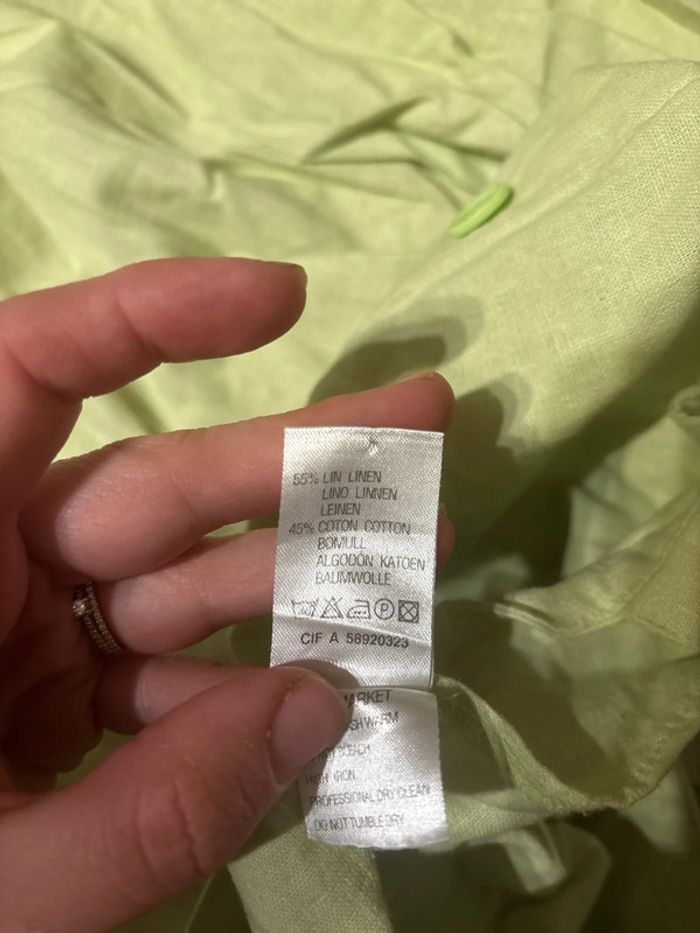 55% LIN LINEN
LINO LINNEN
LEINEN
45% COTON COTTON
BOMULL
ALGODÓN KATOEN
BAUMWOLLE
CIF A 58920323
WARM
HIGH IRON
PROFESSIONAL DRY CLEAN
DO NOT TUMBLE DRY